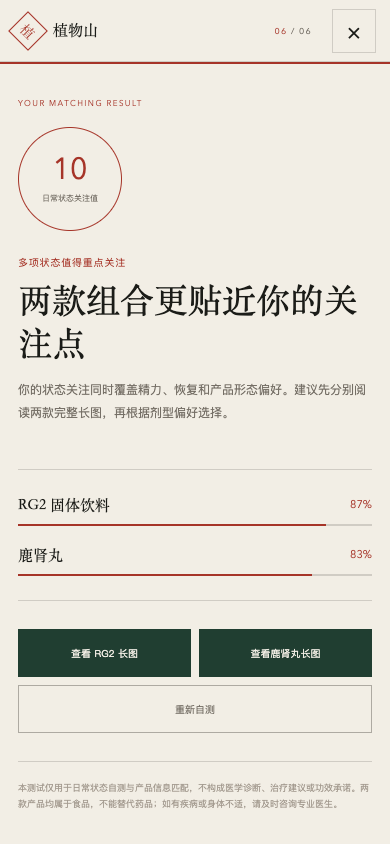 植
植物山
06 / 06
×
YOUR MATCHING RESULT
10
日常状态关注值
多项状态值得重点关注
两款组合更贴近你的关
注点
你的状态关注同时覆盖精力、恢复和产品形态偏好。建议先分别阅
读两款完整长图，再根据剂型偏好选择。
RG2 固体饮料
87%
鹿肾丸
83%
查看 RG2 长图
查看鹿肾丸长图
重新自测
本测试仅用于日常状态自测与产品信息匹配，不构成医学诊断、治疗建议或功效承诺。两
款产品均属于食品，不能替代药品；如有疾病或身体不适，请及时咨询专业医生。